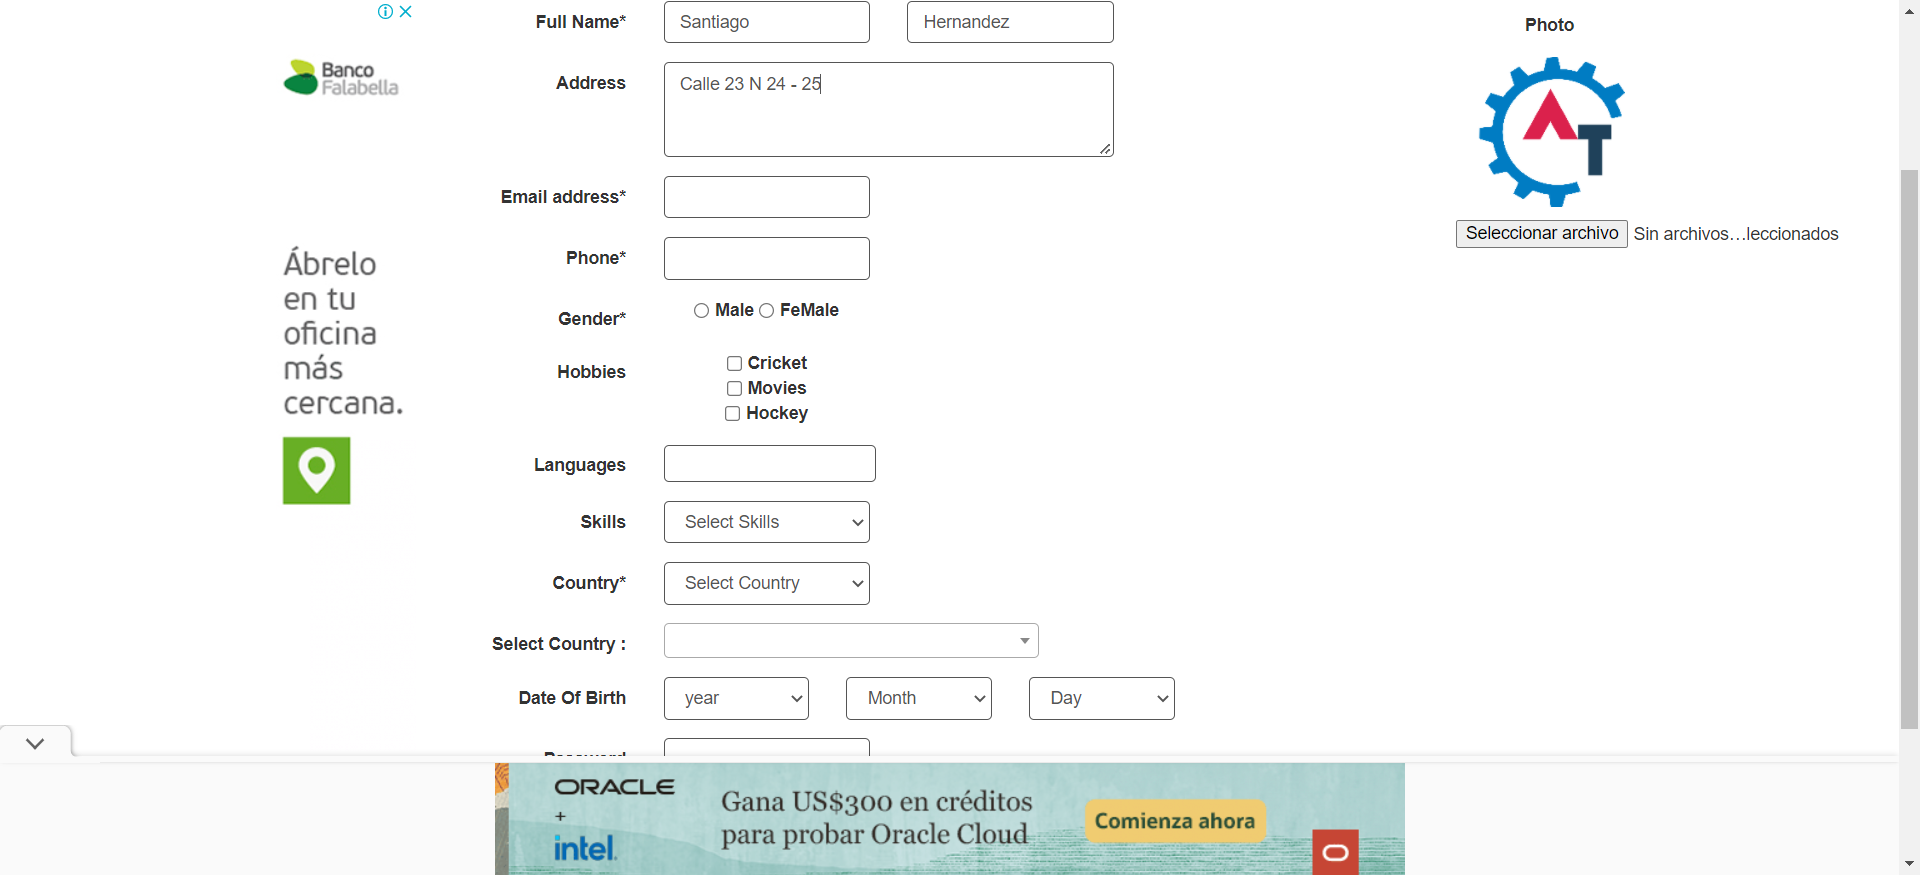 Full Name* Santiago Hernandez
Photo
Banco
Falabella
Address Calle 23 N 24 - 25
AT
Email address*
Seleccionar archivo Sin archivos...leccionados
Ábrelo
en tu
oficina
más
cercana.
Phone*
Gender* Male FeMale
Hobbies Cricket
Movies
Hockey
Languages
Skills Select Skills
Country* Select Country
Select Country :
Date Of Birth year Month Day
Password
ORACLE
+
intel.
Gana US$300 en créditos
para probar Oracle Cloud
Comienza ahora